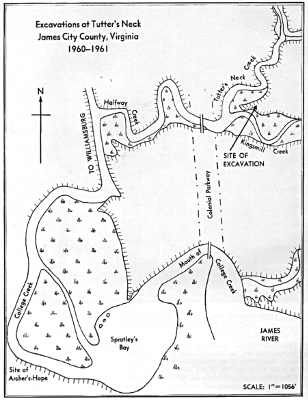 Excavations at Tutter's Neck
James City County, Virginia
1960–1961
N
TO WILLIAMSBURG
Halfway
Creek
Tutter's Neck Creek
Kingsmill Creek
SITE OF
EXCAVATION
Colonial Parkway
Mouth of
College Creek
College Creek
Spratley's
Bay
JAMES
RIVER
Site of
Archer's-Hope
SCALE: 1"=1056'